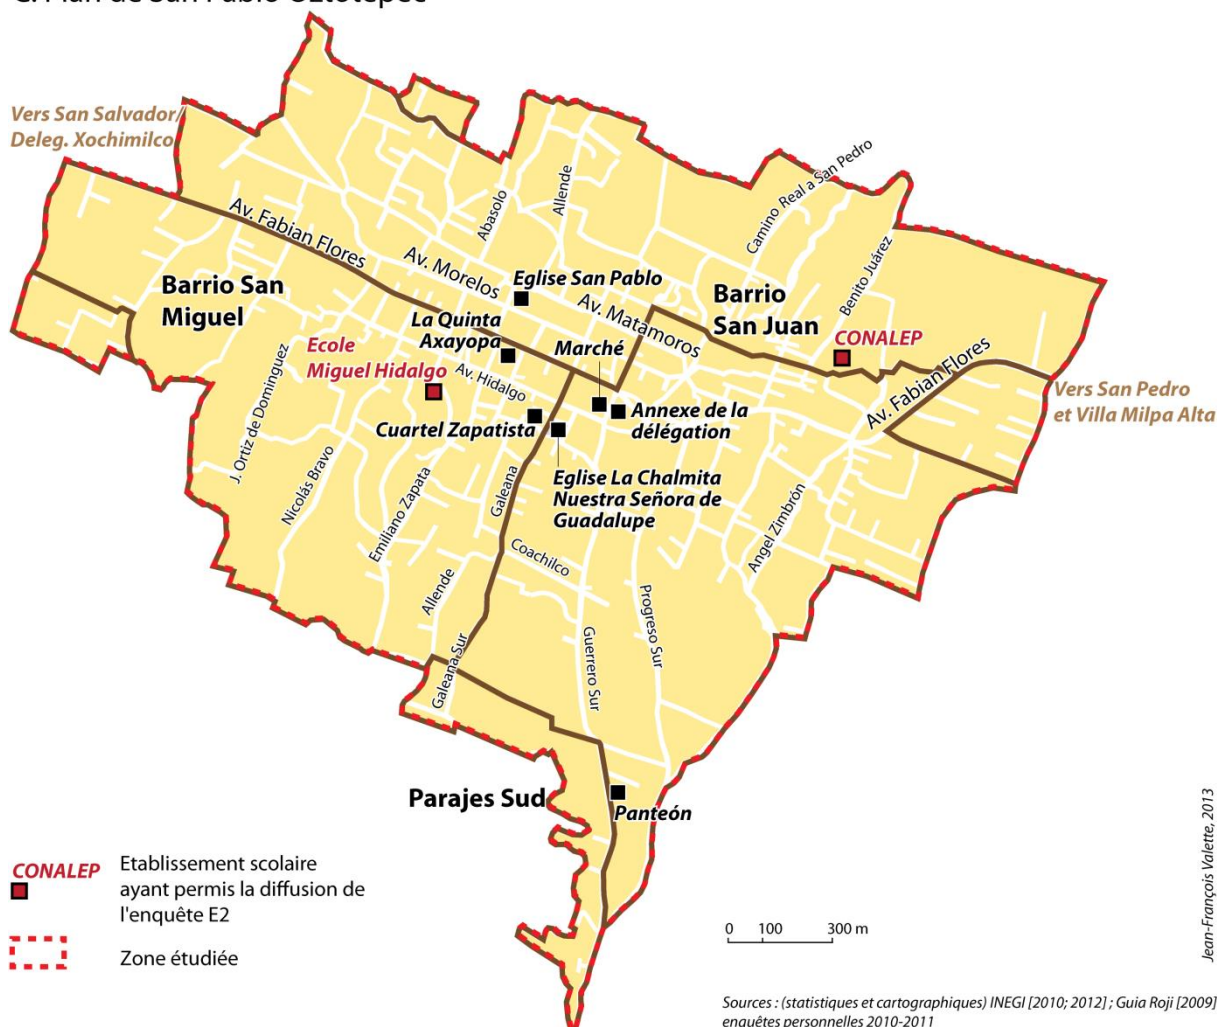 C. Plan de San Pablo Oztotepec
Vers San Salvador/
Deleg. Xochimilco
Av. Fabian Flores
Abasolo
Allende
Camino Real a San Pedro
Benito Juárez
Av. Morelos
Eglise San Pablo
Av. Matamoros
Barrio San
Miguel
Barrio
San Juan
La Quinta
Axayopa
Marché
CONALEP
Ecole
Miguel Hidalgo
Av. Hidalgo
Av. Fabian Flores
Vers San Pedro
et Villa Milpa Alta
Annexe de la
délégation
Cuartel Zapatista
J. Ortiz de Dominguez
Nicolás Bravo
Emiliano Zapata
Galeana
Eglise La Chalmita
Nuestra Señora de
Guadalupe
Angel Zimbrón
Coachilco
Allende
Progreso Sur
Guerrero Sur
Galeana Sur
Parajes Sud
Panteón
CONALEP
Etablissement scolaire
ayant permis la diffusion de
l'enquête E2
Zone étudiée
0 100 300 m
Jean-François Valette, 2013
Sources : (statistiques et cartographiques) INEGI [2010; 2012] ; Guia Roji [2009]
enquêtes personnelles 2010-2011